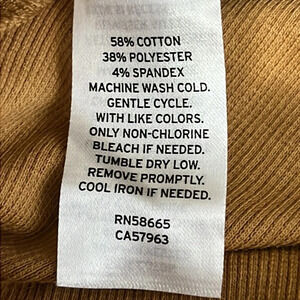 58% COTTON
38% POLYESTER
4% SPANDEX
MACHINE WASH COLD.
GENTLE CYCLE.
WITH LIKE COLORS.
ONLY NON-CHLORINE
BLEACH IF NEEDED.
TUMBLE DRY LOW.
REMOVE PROMPTLY.
COOL IRON IF NEEDED.
RN58665
CA57963